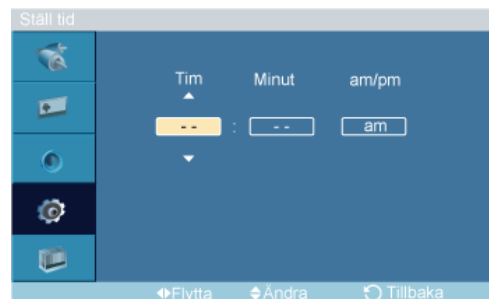 Ställ tid
Tim Minut am/pm
- - : - - am
Flytta Ändra Tillbaka